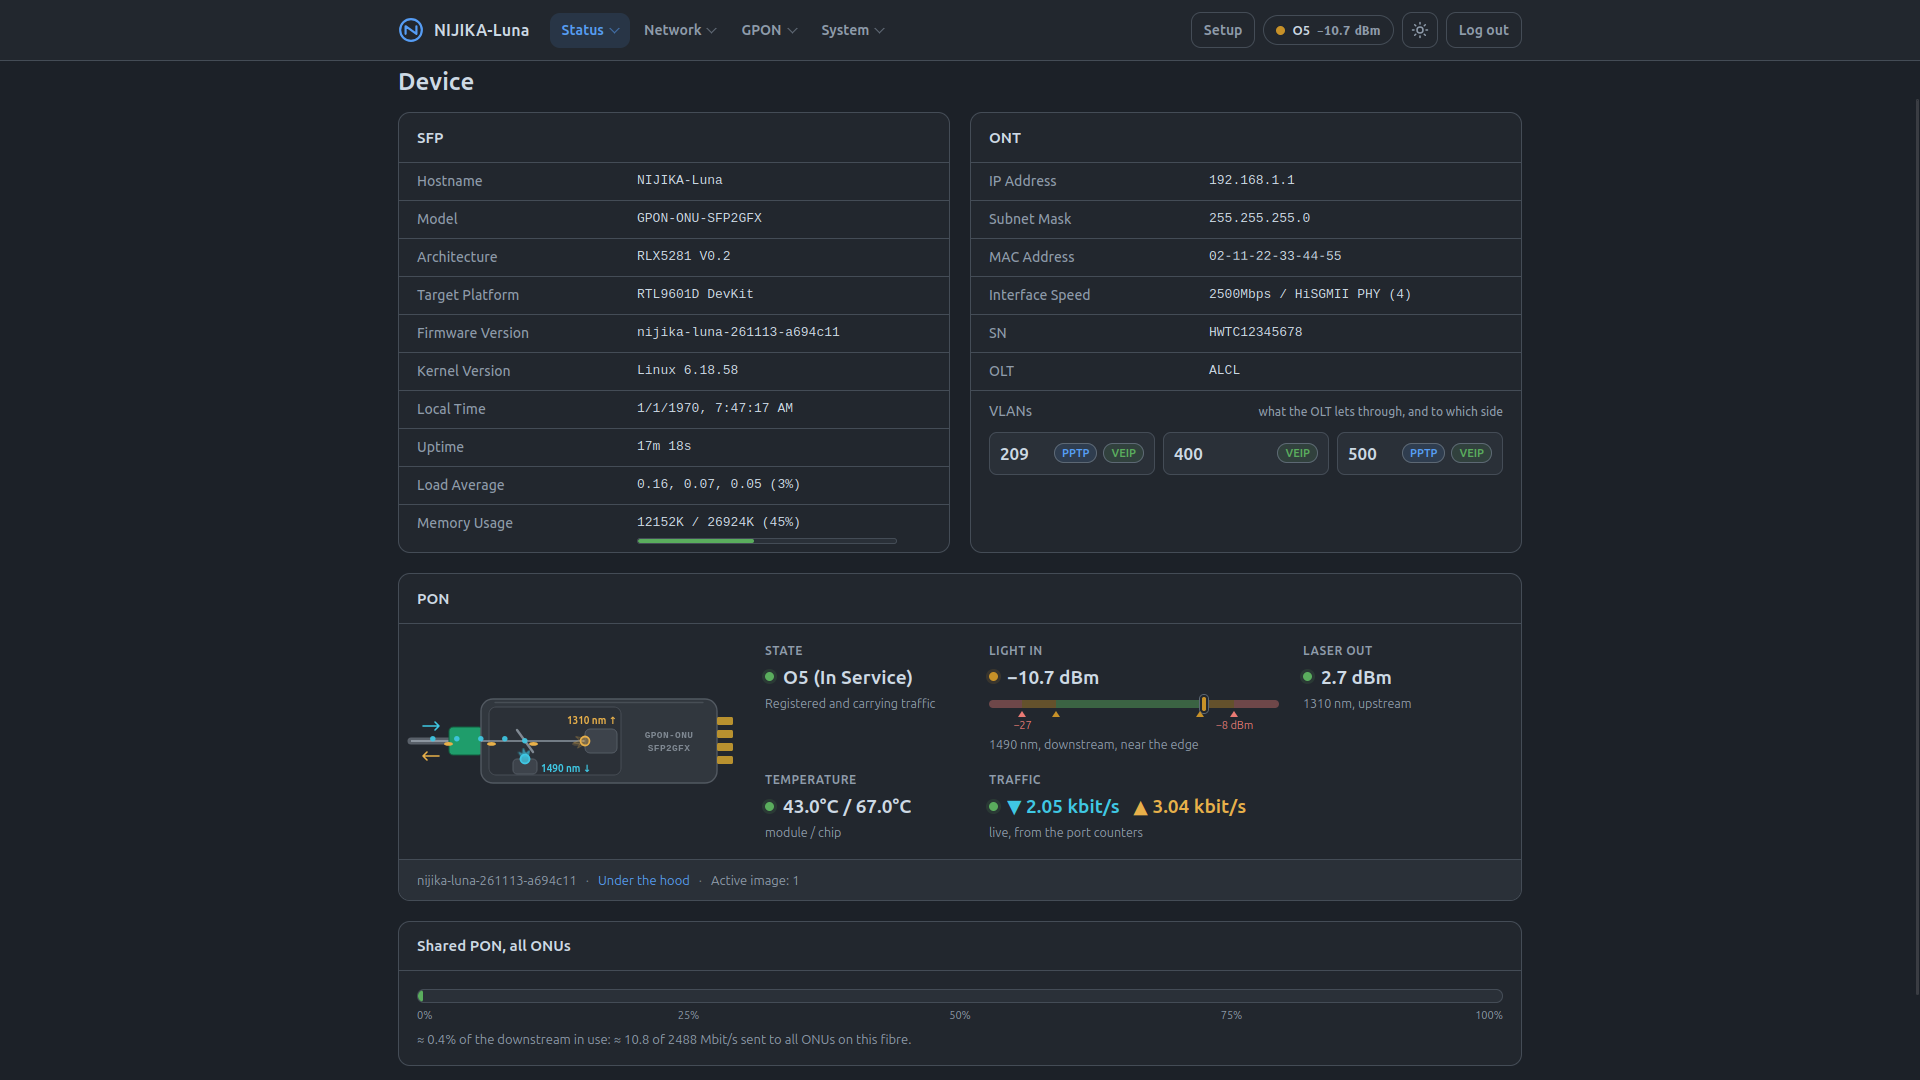 NIJIKA-Luna
Status
Network
GPON
System
Setup
O5 −10.7 dBm
Log out
Device
SFP
Hostname NIJIKA-Luna
Model GPON-ONU-SFP2GFX
Architecture RLX5281 V0.2
Target Platform RTL9601D DevKit
Firmware Version nijika-luna-261113-a694c11
Kernel Version Linux 6.18.58
Local Time 1/1/1970, 7:47:17 AM
Uptime 17m 18s
Load Average 0.16, 0.07, 0.05 (3%)
Memory Usage 12152K / 26924K (45%)
ONT
IP Address 192.168.1.1
Subnet Mask 255.255.255.0
MAC Address 02-11-22-33-44-55
Interface Speed 2500Mbps / HiSGMII PHY (4)
SN HWTC12345678
OLT ALCL
VLANs what the OLT lets through, and to which side
209 PPTP VEIP
400 VEIP
500 PPTP VEIP
PON
1310 nm ↑
1490 nm ↓
GPON-ONU
SFP2GFX
STATE
O5 (In Service)
Registered and carrying traffic
LIGHT IN
−10.7 dBm
−27 −8 dBm
1490 nm, downstream, near the edge
LASER OUT
2.7 dBm
1310 nm, upstream
TEMPERATURE
43.0°C / 67.0°C
module / chip
TRAFFIC
▼ 2.05 kbit/s ▲ 3.04 kbit/s
live, from the port counters
nijika-luna-261113-a694c11 · Under the hood · Active image: 1
Shared PON, all ONUs
0% 25% 50% 75% 100%
≈ 0.4% of the downstream in use: ≈ 10.8 of 2488 Mbit/s sent to all ONUs on this fibre.